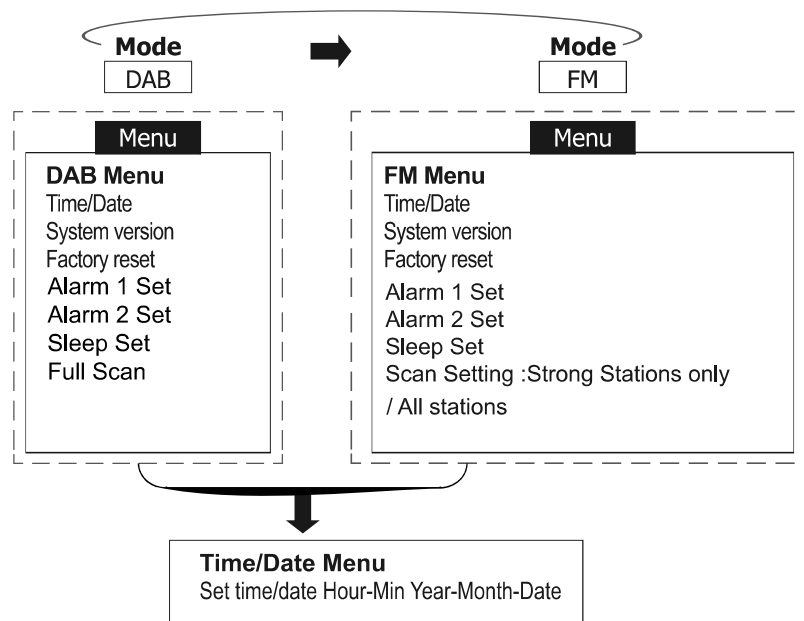 Mode
DAB
Mode
FM
Menu
DAB Menu
Time/Date
System version
Factory reset
Alarm 1 Set
Alarm 2 Set
Sleep Set
Full Scan
Menu
FM Menu
Time/Date
System version
Factory reset
Alarm 1 Set
Alarm 2 Set
Sleep Set
Scan Setting :Strong Stations only
/ All stations
Time/Date Menu
Set time/date Hour-Min Year-Month-Date